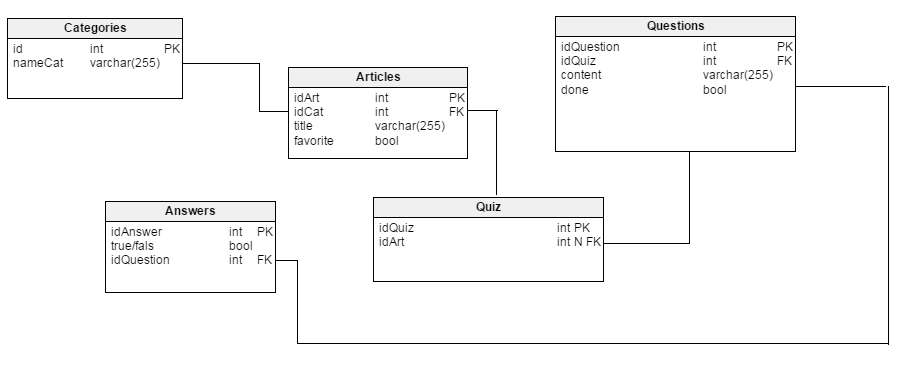 Categories
id int PK
nameCat varchar(255)
Articles
idArt int PK
idCat int FK
title varchar(255)
favorite bool
Questions
idQuestion int PK
idQuiz int FK
content varchar(255)
done bool
Answers
idAnswer int PK
true/fals bool
idQuestion int FK
Quiz
idQuiz int PK
idArt int N FK